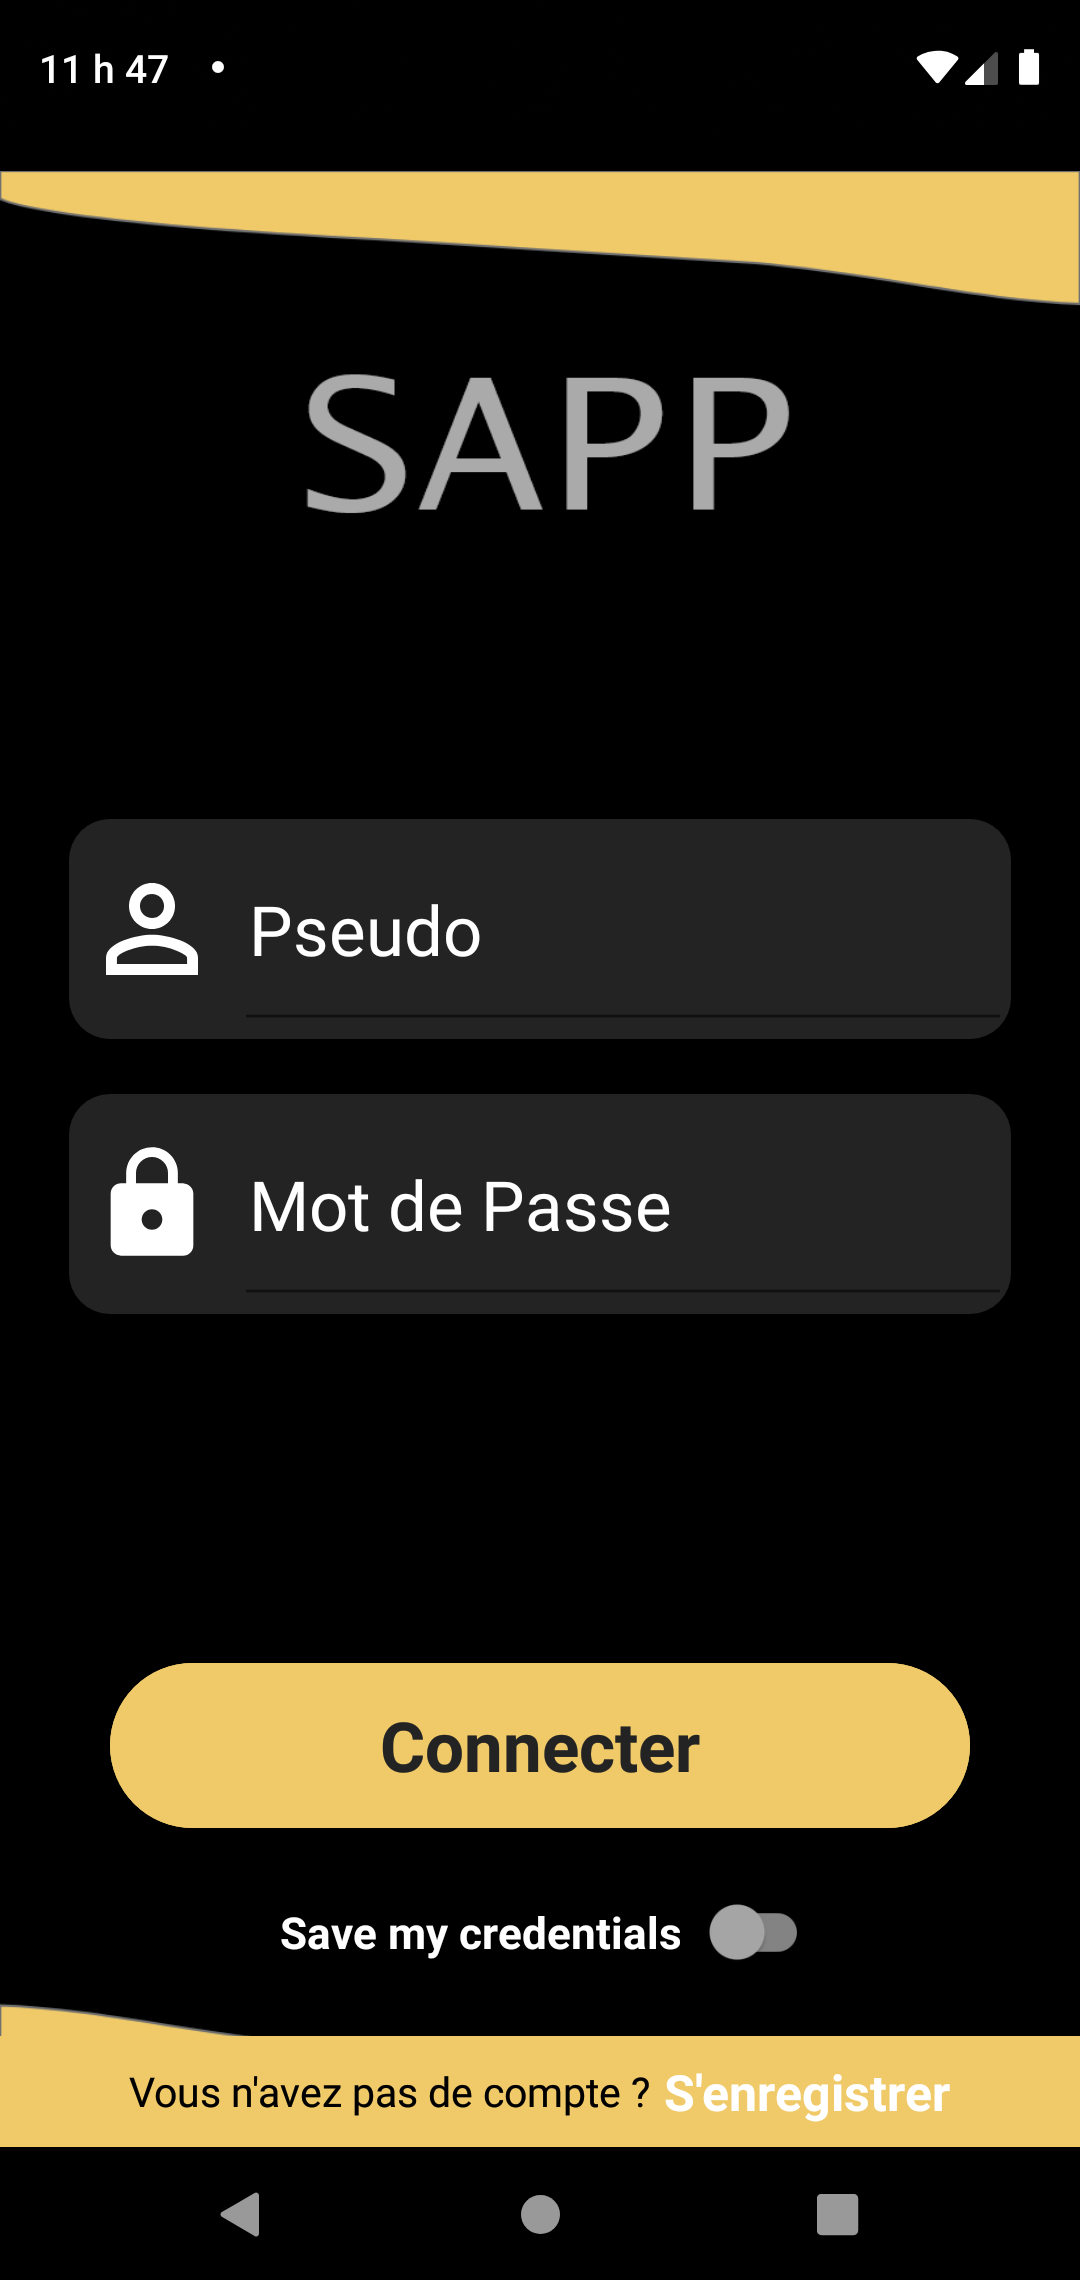 11 h 47
SAPP
Pseudo
Mot de Passe
Connecter
Save my credentials
Vous n'avez pas de compte ? S'enregistrer